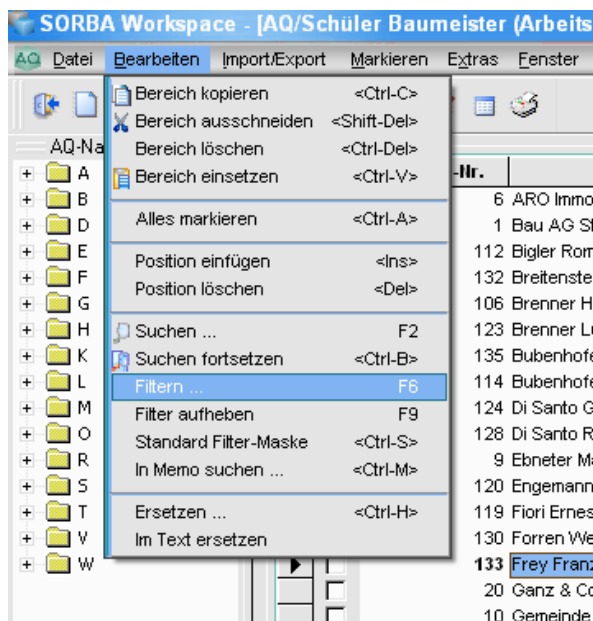 SORBA Workspace - [AQ/Schüler Baumeister (Arbeits
AQ Datei Bearbeiten Import/Export Markieren Extras Fenster
Bereich kopieren <Ctrl-C>
Bereich ausschneiden <Shift-Del>
Bereich löschen <Ctrl-Del>
Bereich einsetzen <Ctrl-V>
Alles markieren <Ctrl-A>
Position einfügen <Ins>
Position löschen <Del>
Suchen ... F2
Suchen fortsetzen <Ctrl-B>
Filtern ... F6
Filter aufheben F9
Standard Filter-Maske <Ctrl-S>
In Memo suchen ... <Ctrl-M>
Ersetzen ... <Ctrl-H>
Im Text ersetzen
AQ-Na
A
B
D
E
F
G
H
K
L
M
O
R
S
T
V
W
-Nr.
6 ARO Immo
1 Bau AG S
112 Bigler Rom
132 Breitenste
106 Brenner H
123 Brenner L
135 Bubenhofe
114 Bubenhofe
124 Di Santo G
128 Di Santo R
9 Ebneter Ma
120 Engemann
119 Fiori Ernes
130 Forren We
133 Frey Franz
20 Ganz & Co
10 Gemeinde